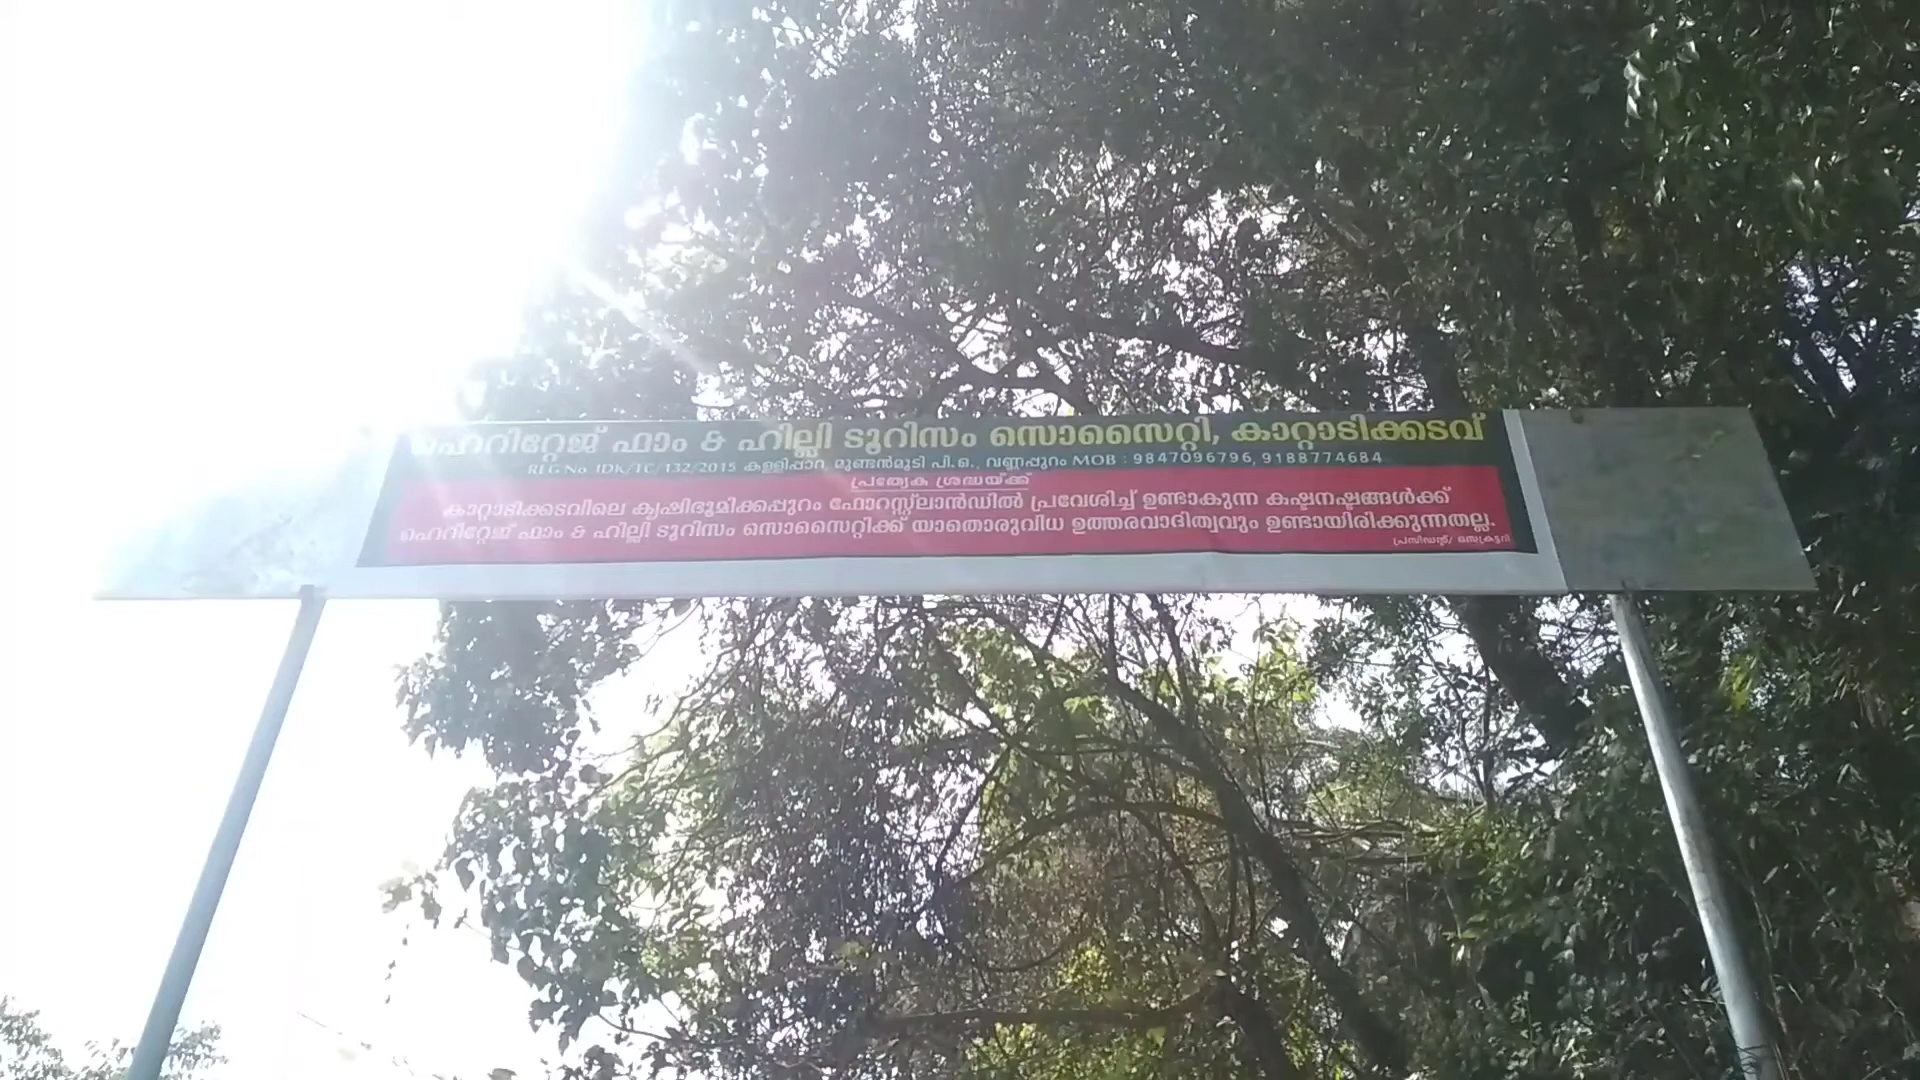 ഹെറിറ്റേജ് ഫാം & ഹില്ലി ടൂറിസം സൊസൈറ്റി, കാറ്റാടിക്കടവ്
REG No. IDK/TC/132/2015 കള്ളിപ്പാറ, മുണ്ടൻമുടി പി.ഒ., വണ്ണപ്പുറം MOB : 9847096796, 9188774684
പ്രത്യേക ശ്രദ്ധയ്ക്ക്
കാറ്റാടിക്കടവിലെ കൃഷിഭൂമിക്കപ്പുറം ഫോറസ്റ്റ്ലാൻഡിൽ പ്രവേശിച്ച് ഉണ്ടാകുന്ന കഷ്ടനഷ്ടങ്ങൾക്ക്
ഹെറിറ്റേജ് ഫാം & ഹില്ലി ടൂറിസം സൊസൈറ്റിക്ക് യാതൊരുവിധ ഉത്തരവാദിത്വവും ഉണ്ടായിരിക്കുന്നതല്ല.
പ്രസിഡന്റ്/ സെക്രട്ടറി